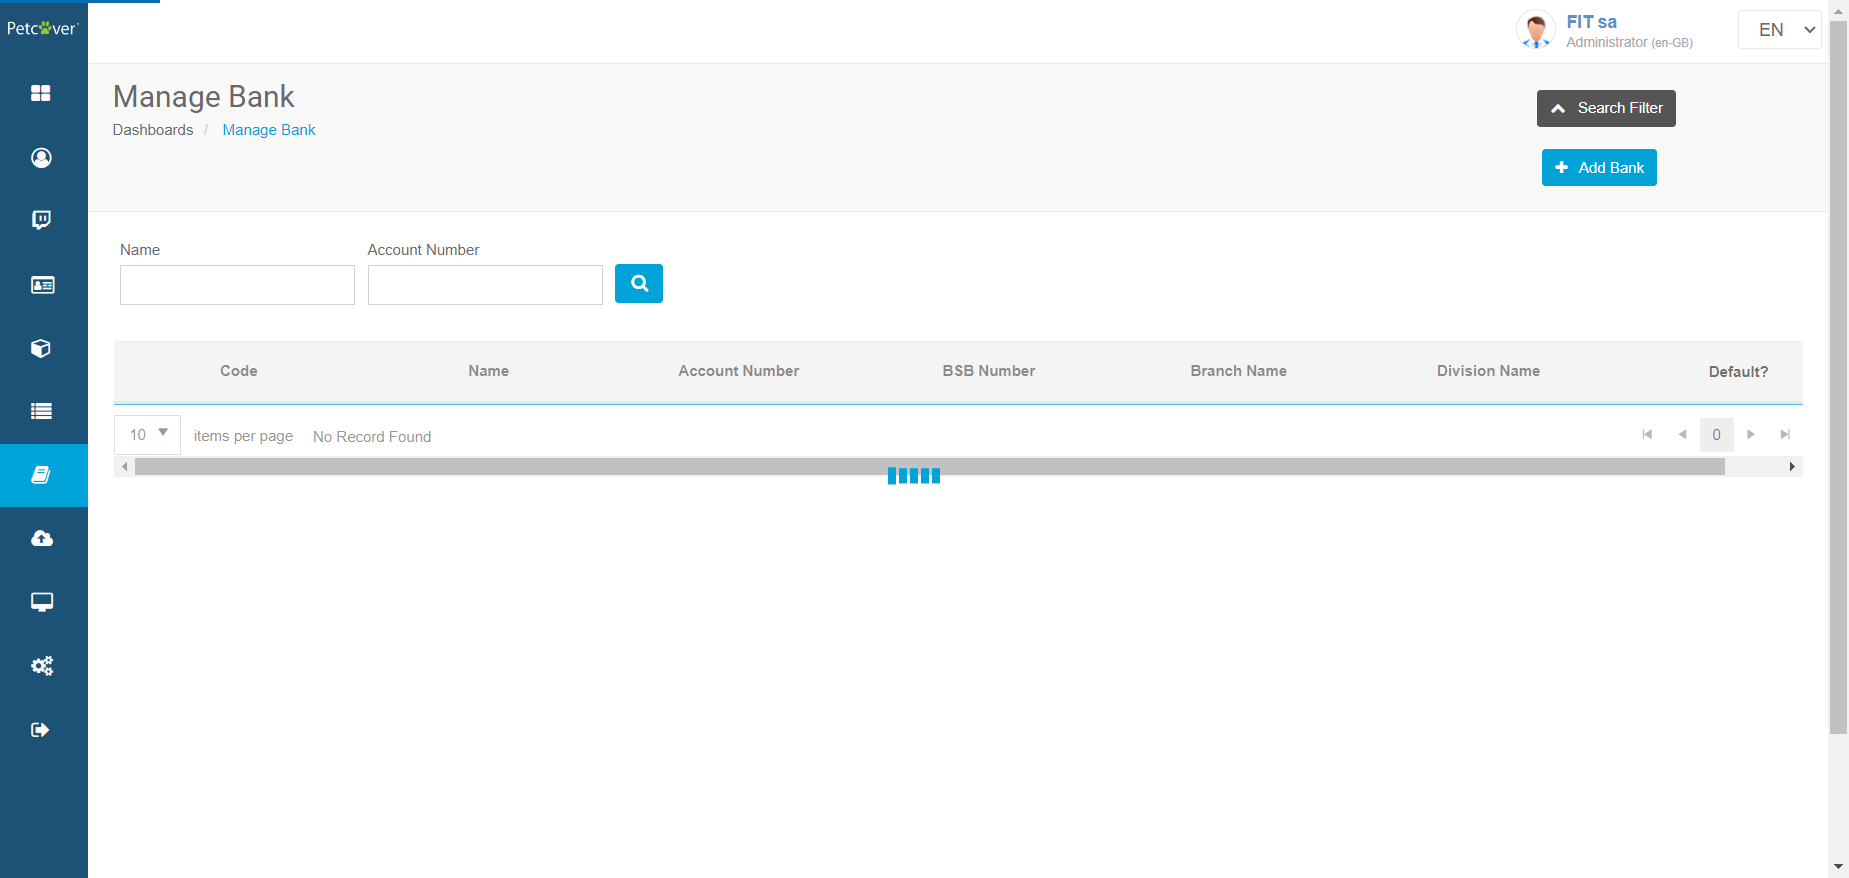 Petcover
FIT sa
Administrator (en-GB)
EN
Manage Bank
Dashboards / Manage Bank
Search Filter
Add Bank
Name
Account Number
Code Name Account Number BSB Number Branch Name Division Name Default?
10 items per page No Record Found
0